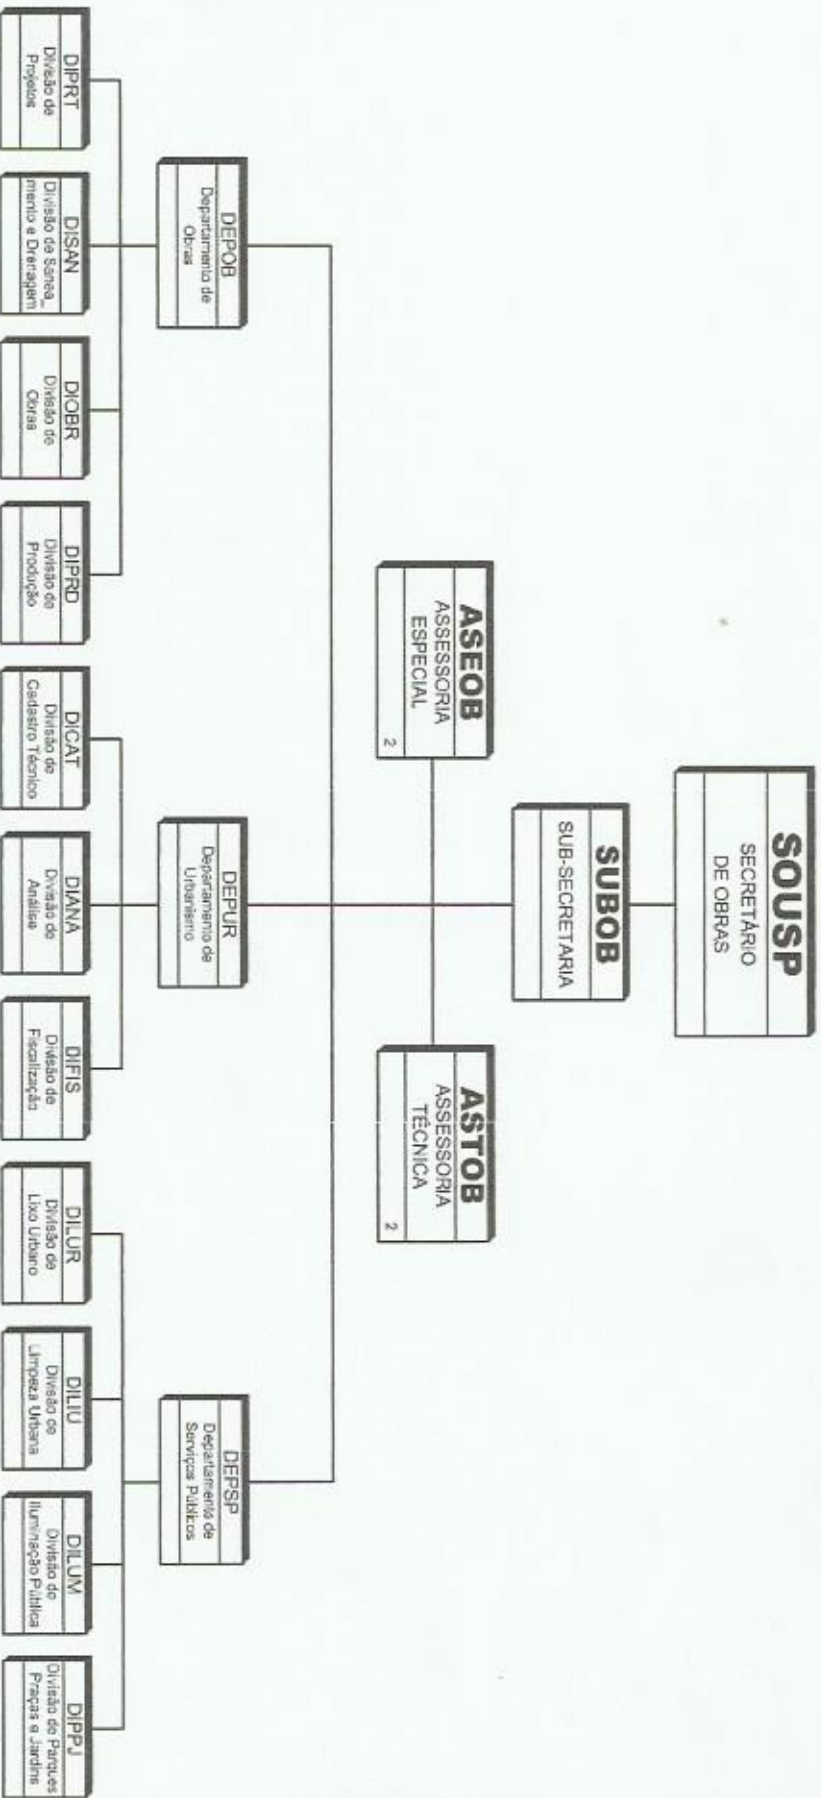 SOUSP
SECRETÁRIO
DE OBRAS
SUBOB
SUB-SECRETARIA
ASEOB
ASSESSORIA
ESPECIAL
2
ASTOB
ASSESSORIA
TÉCNICA
2
DEPOB
Departamento de
Obras
DEPUR
Departamento de
Urbanismo
DEPSP
Departamento de
Serviços Públicos
DIPRT
Divisão de
Projetos
DISAN
Divisão de Sanea_
mento e Drenagem
DIOBR
Divisão de
Obras
DIPRD
Divisão de
Produção
DICAT
Divisão de
Cadastro Técnico
DIANA
Divisão de
Análise
DIFIS
Divisão de
Fiscalização
DILUR
Divisão de
Lixo Urbano
DILIU
Divisão de
Limpeza Urbana
DILUM
Divisão de
Iluminação Pública
DIPPJ
Divisão de Parques
Praças e Jardins